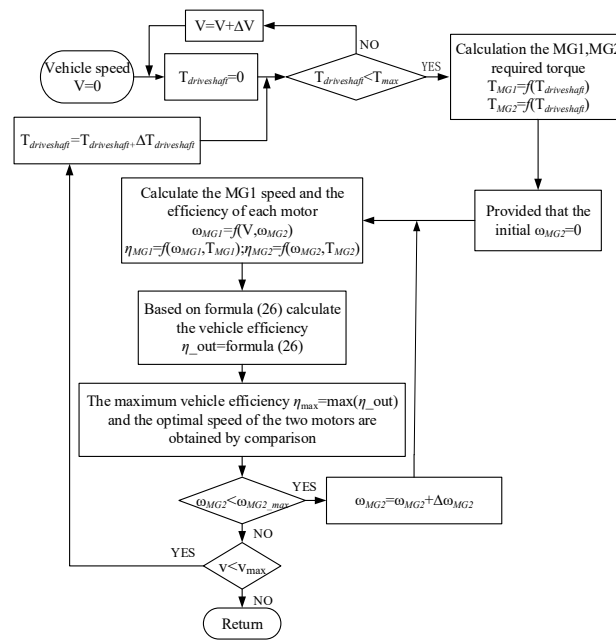 V=V+ΔV
NO
Vehicle speed
V=0
T_driveshaft=0
T_driveshaft<T_max
YES
Calculation the MG1,MG2
required torque
T_MG1=f(T_driveshaft)
T_MG2=f(T_driveshaft)
T_driveshaft=T_driveshaft+ΔT_driveshaft
Calculate the MG1 speed and the
efficiency of each motor
ω_MG1=f(V,ω_MG2)
η_MG1=f(ω_MG1,T_MG1);η_MG2=f(ω_MG2,T_MG2)
Provided that the
initial ω_MG2=0
Based on formula (26) calculate
the vehicle efficiency
η_out=formula (26)
The maximum vehicle efficiency η_max=max(η_out)
and the optimal speed of the two motors are
obtained by comparison
ω_MG2<ω_MG2_max
YES
ω_MG2=ω_MG2+Δω_MG2
NO
YES
v<v_max
NO
Return